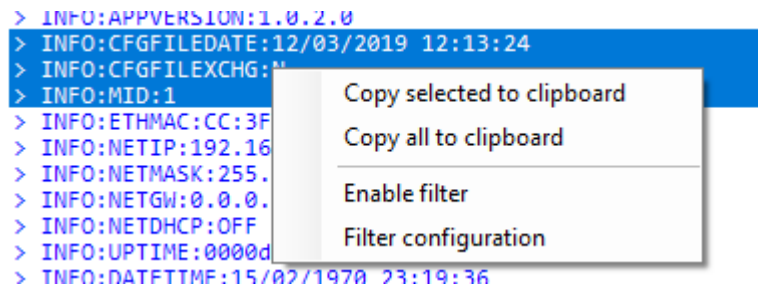 > INFO:APPVERSION:1.0.2.0
> INFO:CFGFILEDATE:12/03/2019 12:13:24
> INFO:CFGFILEXCHG:N
> INFO:MID:1
> INFO:ETHMAC:CC:3F
> INFO:NETIP:192.16
> INFO:NETMASK:255.
> INFO:NETGW:0.0.0.
> INFO:NETDHCP:OFF
> INFO:UPTIME:0000d
> INFO:DATETIME:15/02/1970 23:19:36
Copy selected to clipboard
Copy all to clipboard
Enable filter
Filter configuration